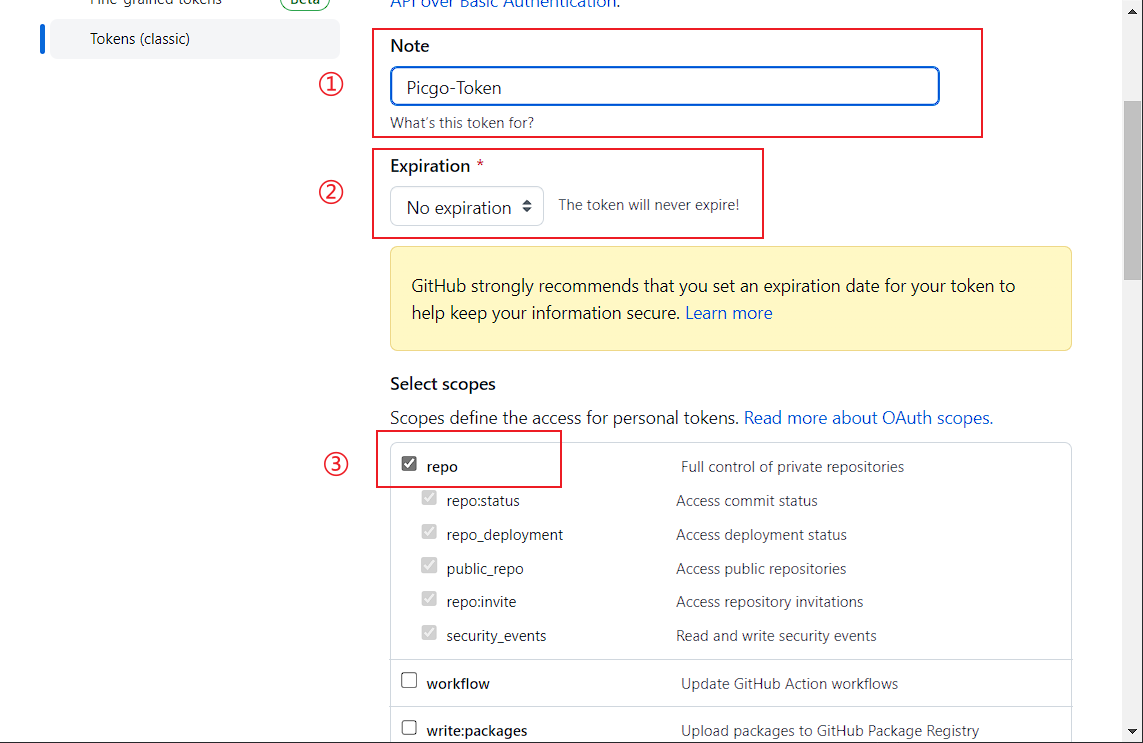 Fine-grained tokens
Beta
API over Basic Authentication.
Tokens (classic)
Note
①
Picgo-Token
What's this token for?
Expiration *
②
No expiration
The token will never expire!
GitHub strongly recommends that you set an expiration date for your token to
help keep your information secure. Learn more
Select scopes
Scopes define the access for personal tokens. Read more about OAuth scopes.
③
repo Full control of private repositories
repo:status Access commit status
repo_deployment Access deployment status
public_repo Access public repositories
repo:invite Access repository invitations
security_events Read and write security events
workflow Update GitHub Action workflows
write:packages Upload packages to GitHub Package Registry